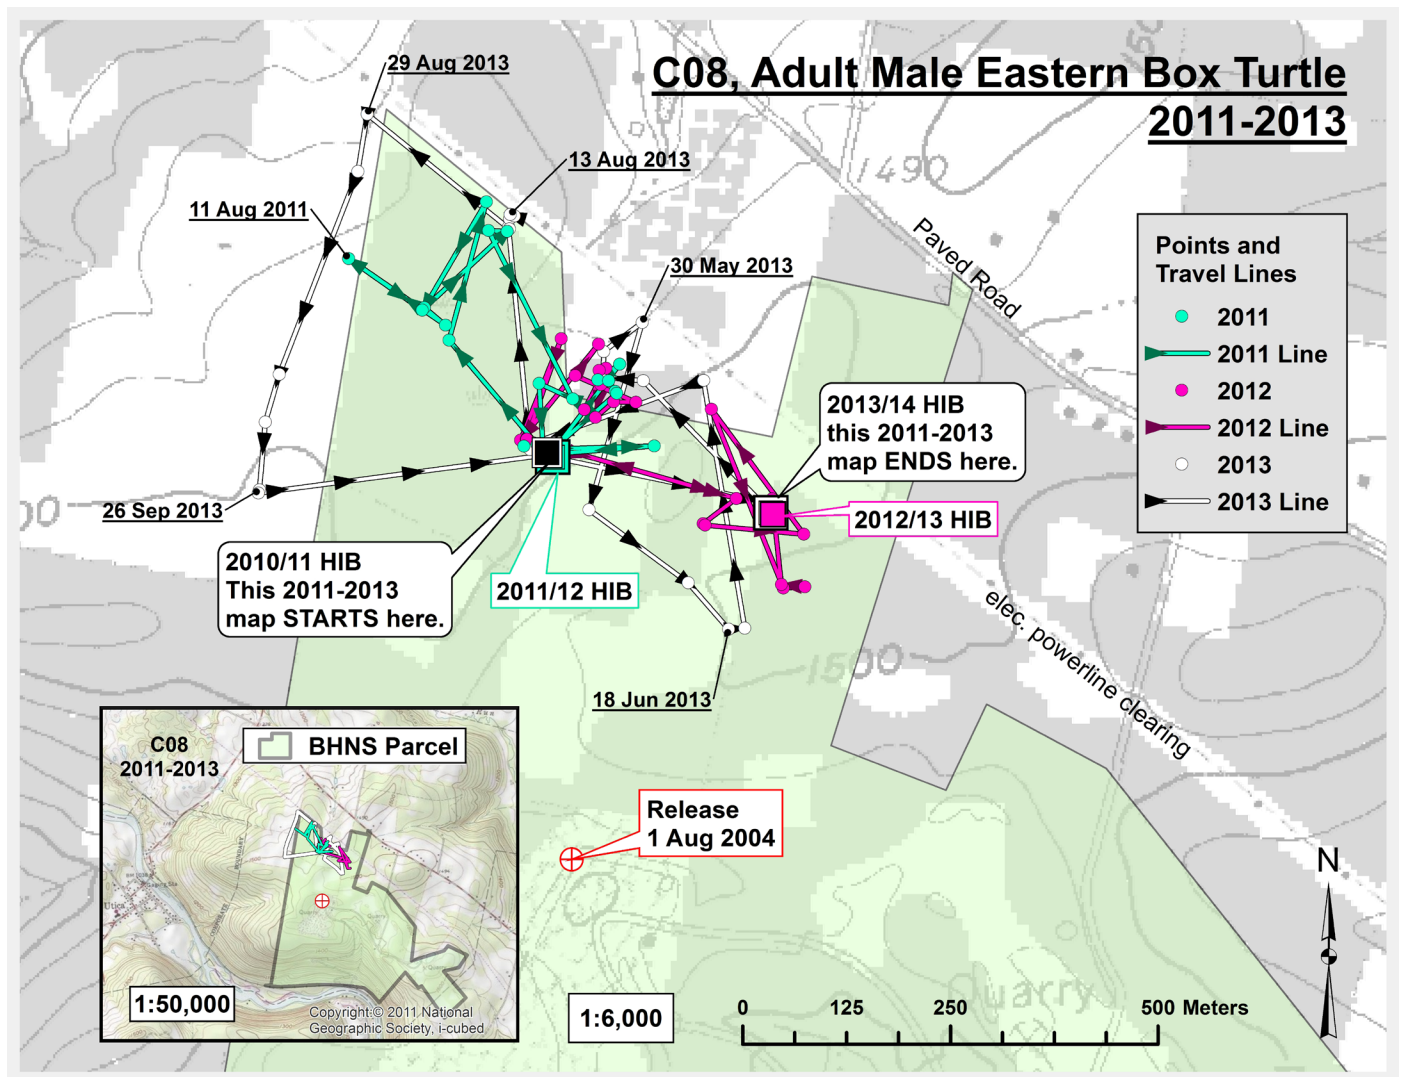 C08, Adult Male Eastern Box Turtle
2011-2013
29 Aug 2013
13 Aug 2013
11 Aug 2011
30 May 2013
1490
Paved Road
Points and
Travel Lines
2011
2011 Line
2012
2012 Line
2013
2013 Line
2013/14 HIB
this 2011-2013
map ENDS here.
2012/13 HIB
26 Sep 2013
2010/11 HIB
This 2011-2013
map STARTS here.
2011/12 HIB
elec. powerline clearing
1500
18 Jun 2013
C08
2011-2013
BHNS Parcel
Release
1 Aug 2004
Utica
1:50,000
Copyright:© 2011 National
Geographic Society, i-cubed
1:6,000
Quarry
N
0 125 250 500 Meters